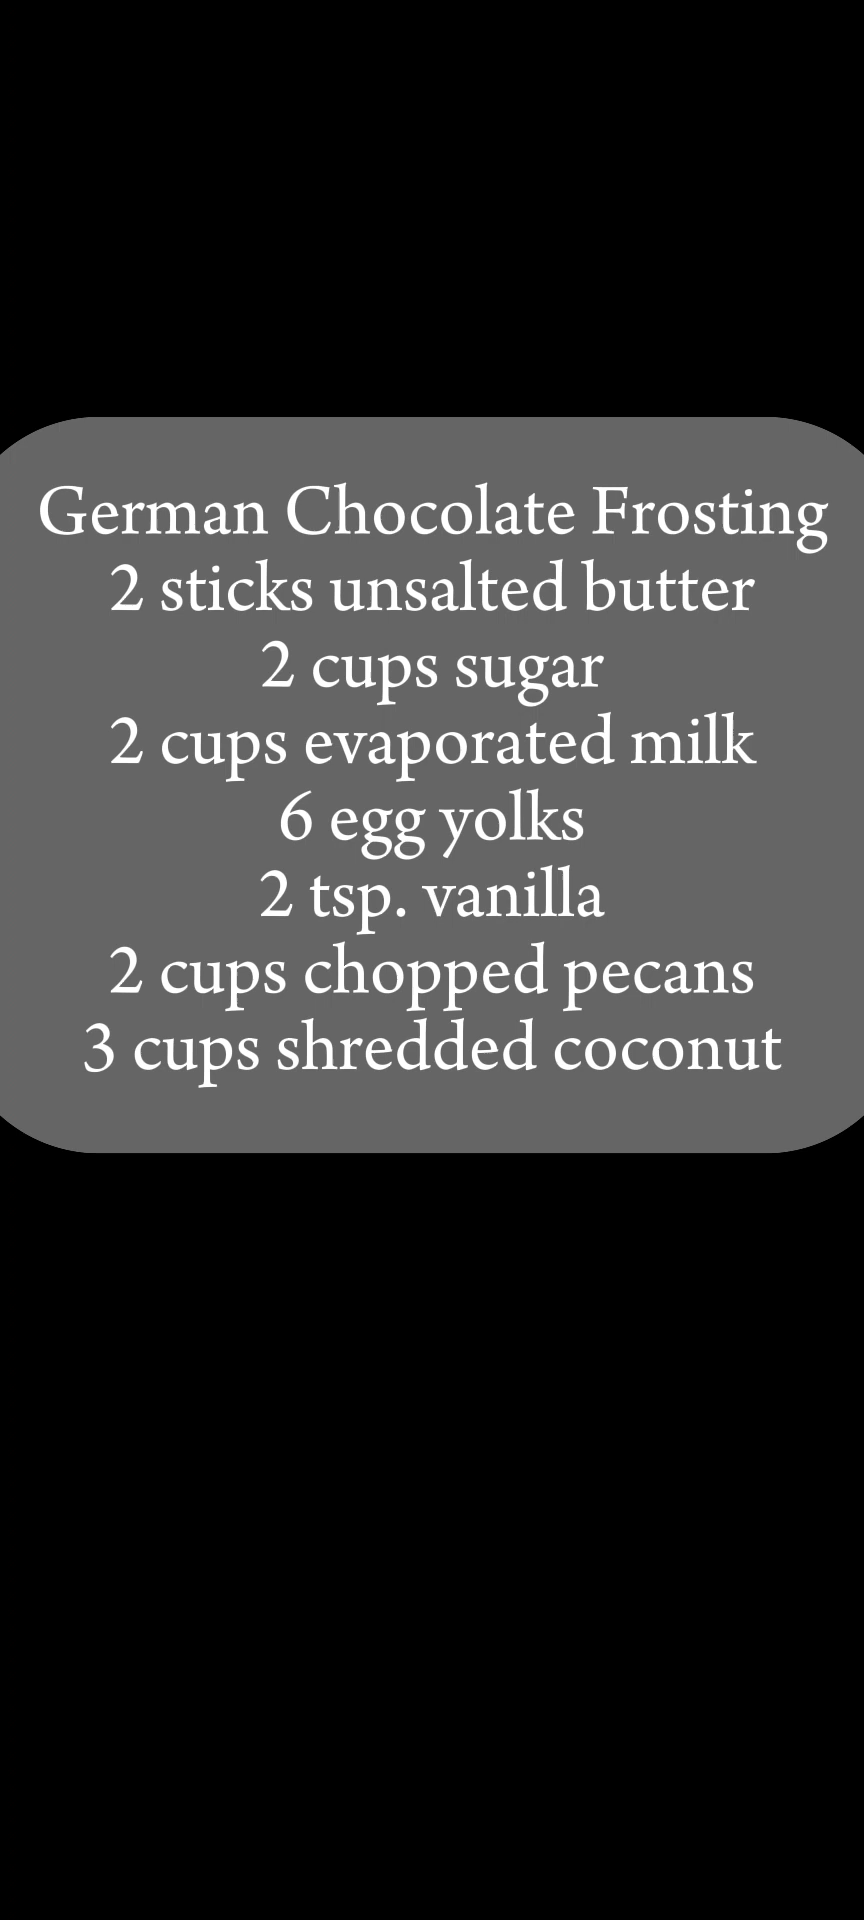 German Chocolate Frosting
2 sticks unsalted butter
2 cups sugar
2 cups evaporated milk
6 egg yolks
2 tsp. vanilla
2 cups chopped pecans
3 cups shredded coconut